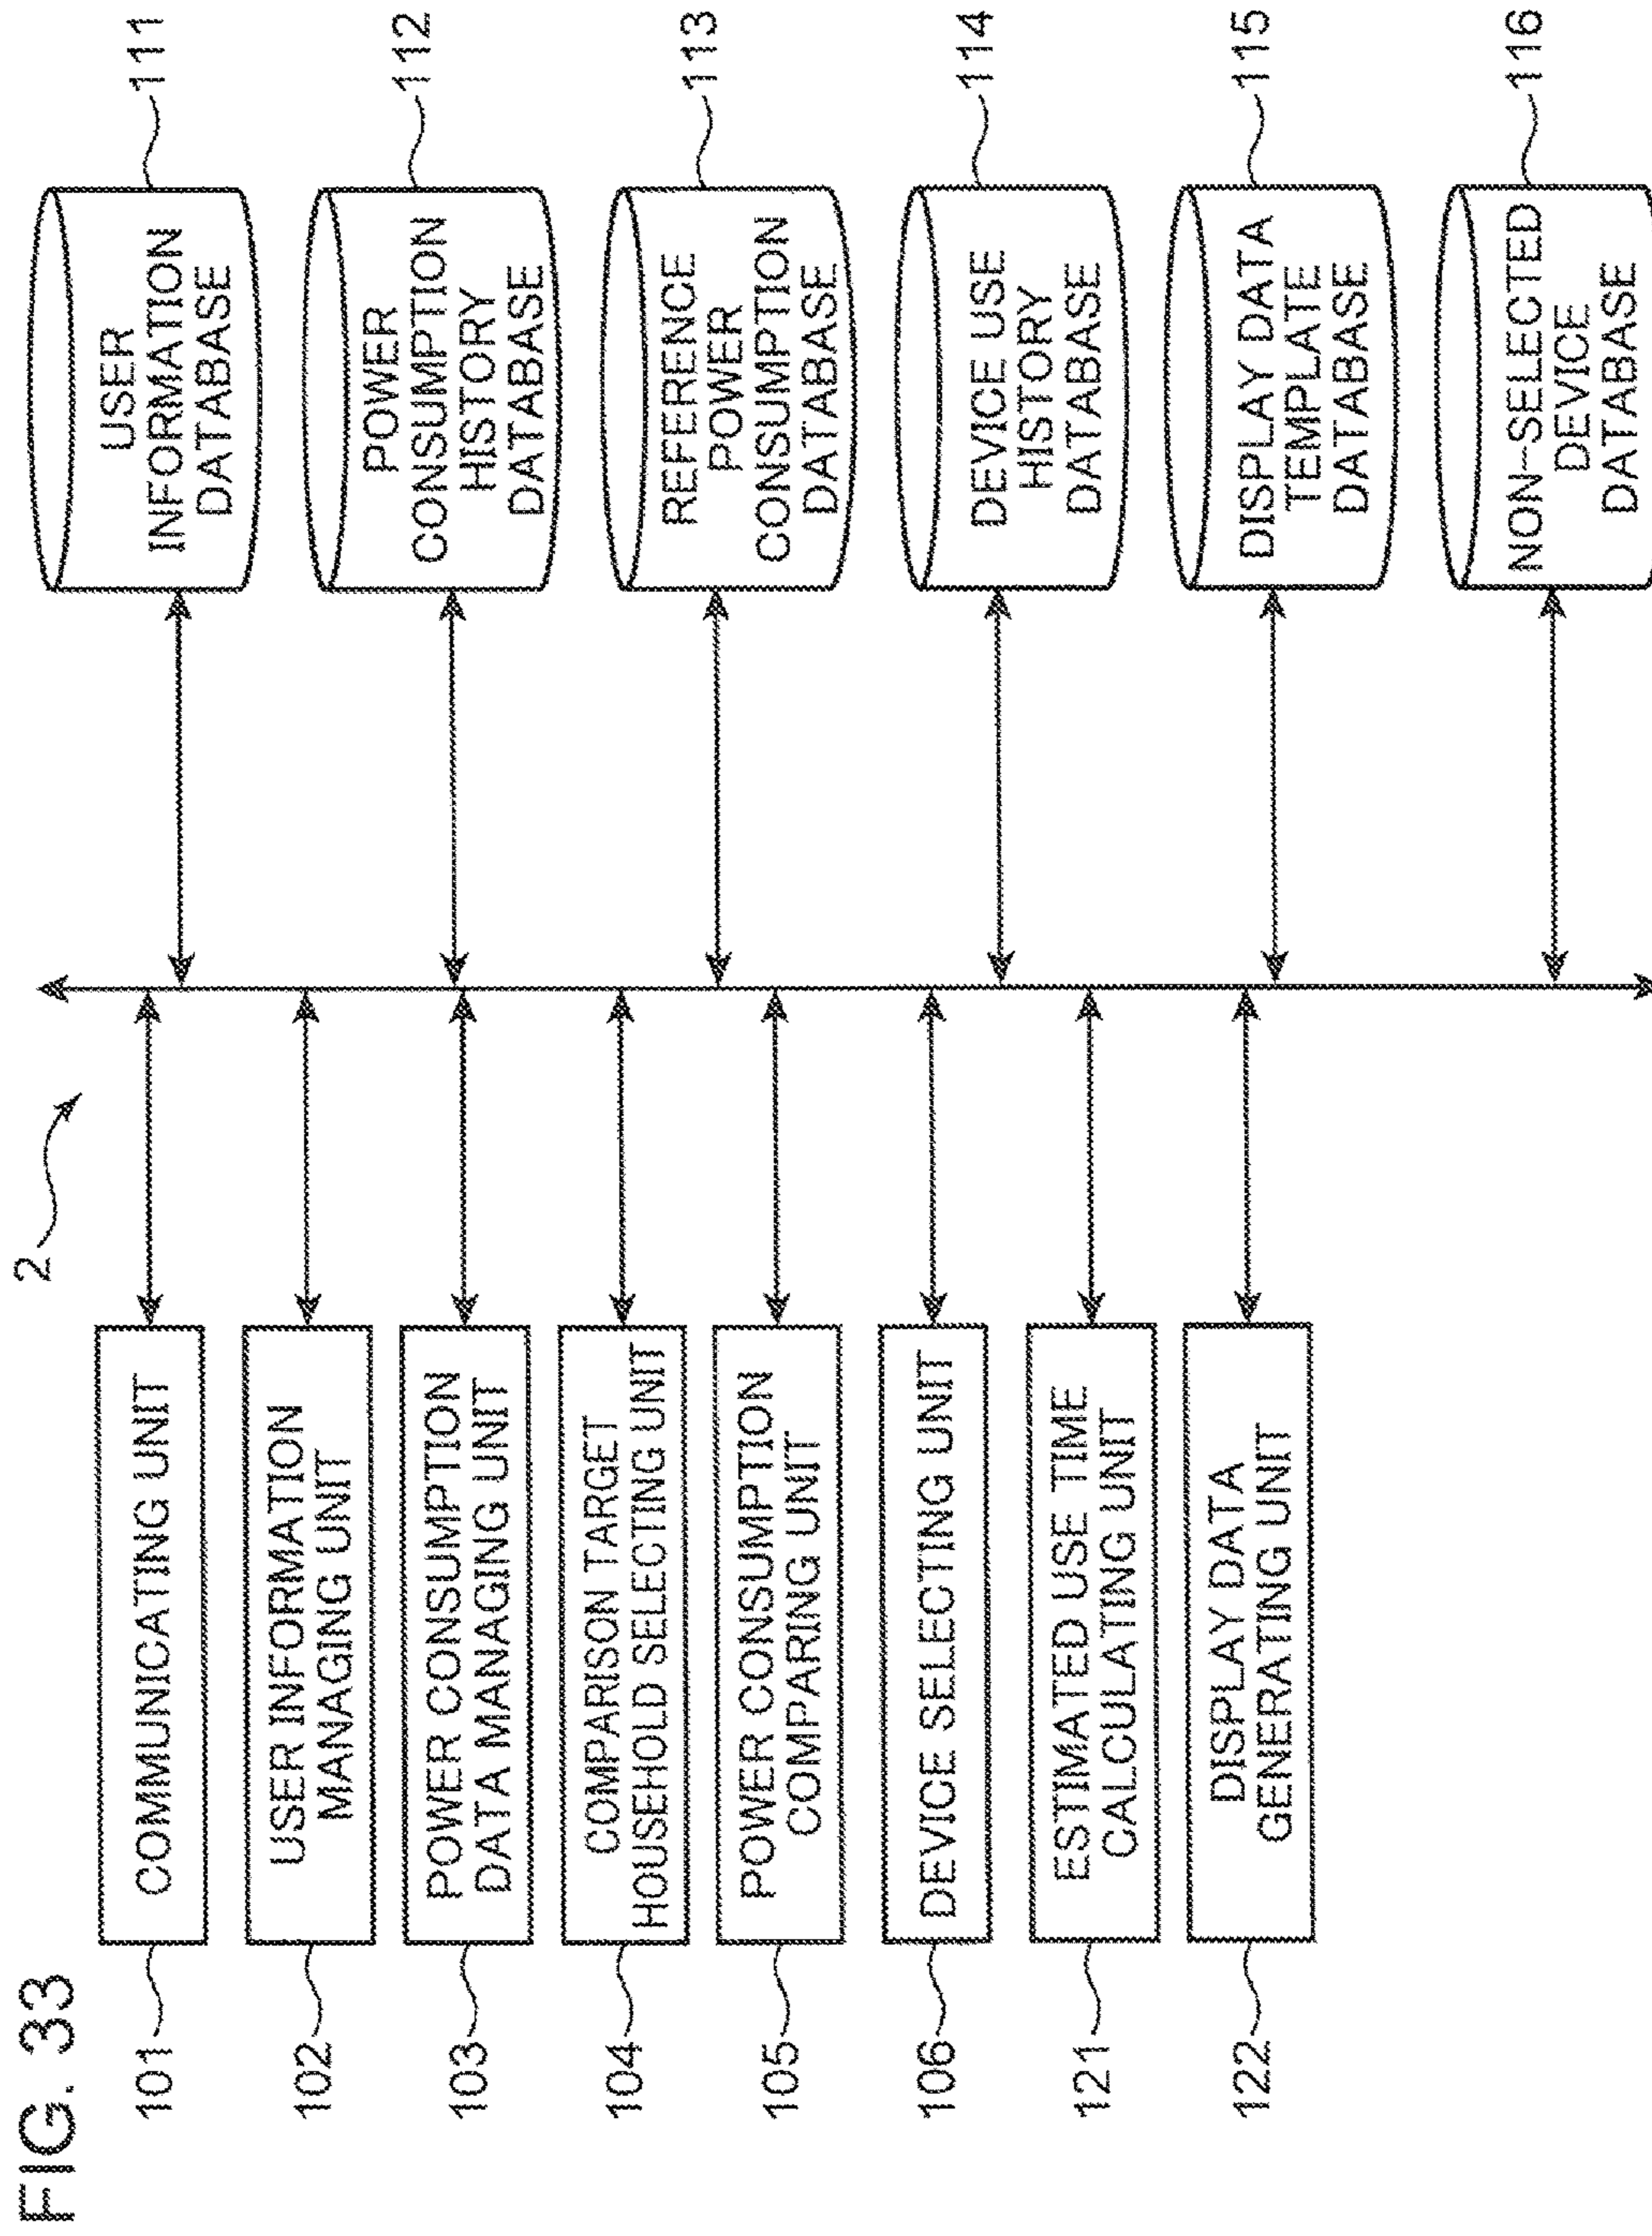 FIG. 33
2
101
COMMUNICATING UNIT
102
USER INFORMATION
MANAGING UNIT
103
POWER CONSUMPTION
DATA MANAGING UNIT
104
COMPARISON TARGET
HOUSEHOLD SELECTING UNIT
105
POWER CONSUMPTION
COMPARING UNIT
106
DEVICE SELECTING UNIT
121
ESTIMATED USE TIME
CALCULATING UNIT
122
DISPLAY DATA
GENERATING UNIT
USER
INFORMATION
DATABASE
111
POWER
CONSUMPTION
HISTORY
DATABASE
112
REFERENCE
POWER
CONSUMPTION
DATABASE
113
DEVICE USE
HISTORY
DATABASE
114
DISPLAY DATA
TEMPLATE
DATABASE
115
NON-SELECTED
DEVICE
DATABASE
116